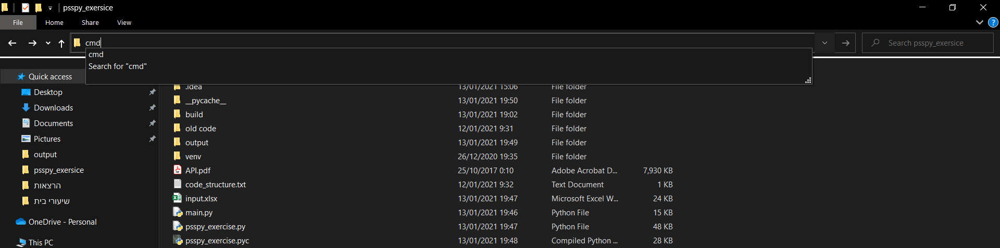 psspy_exersice
File Home Share View
cmd
Search psspy_exersice
cmd
Search for "cmd"
Quick access
Desktop
Downloads
Documents
Pictures
output
psspy_exersice
הרצאות
שיעורי בית
OneDrive - Personal
This PC
.idea 13/01/2021 15:06 File folder
__pycache__ 13/01/2021 19:50 File folder
build 13/01/2021 19:02 File folder
old code 12/01/2021 9:31 File folder
output 13/01/2021 19:49 File folder
venv 26/12/2020 19:35 File folder
API.pdf 25/10/2017 0:10 Adobe Acrobat D... 7,930 KB
code_structure.txt 12/01/2021 9:32 Text Document 1 KB
input.xlsx 13/01/2021 19:47 Microsoft Excel W... 24 KB
main.py 13/01/2021 19:46 Python File 15 KB
psspy_exercise.py 13/01/2021 19:47 Python File 48 KB
psspy_exercise.pyc 13/01/2021 19:48 Compiled Python ... 28 KB